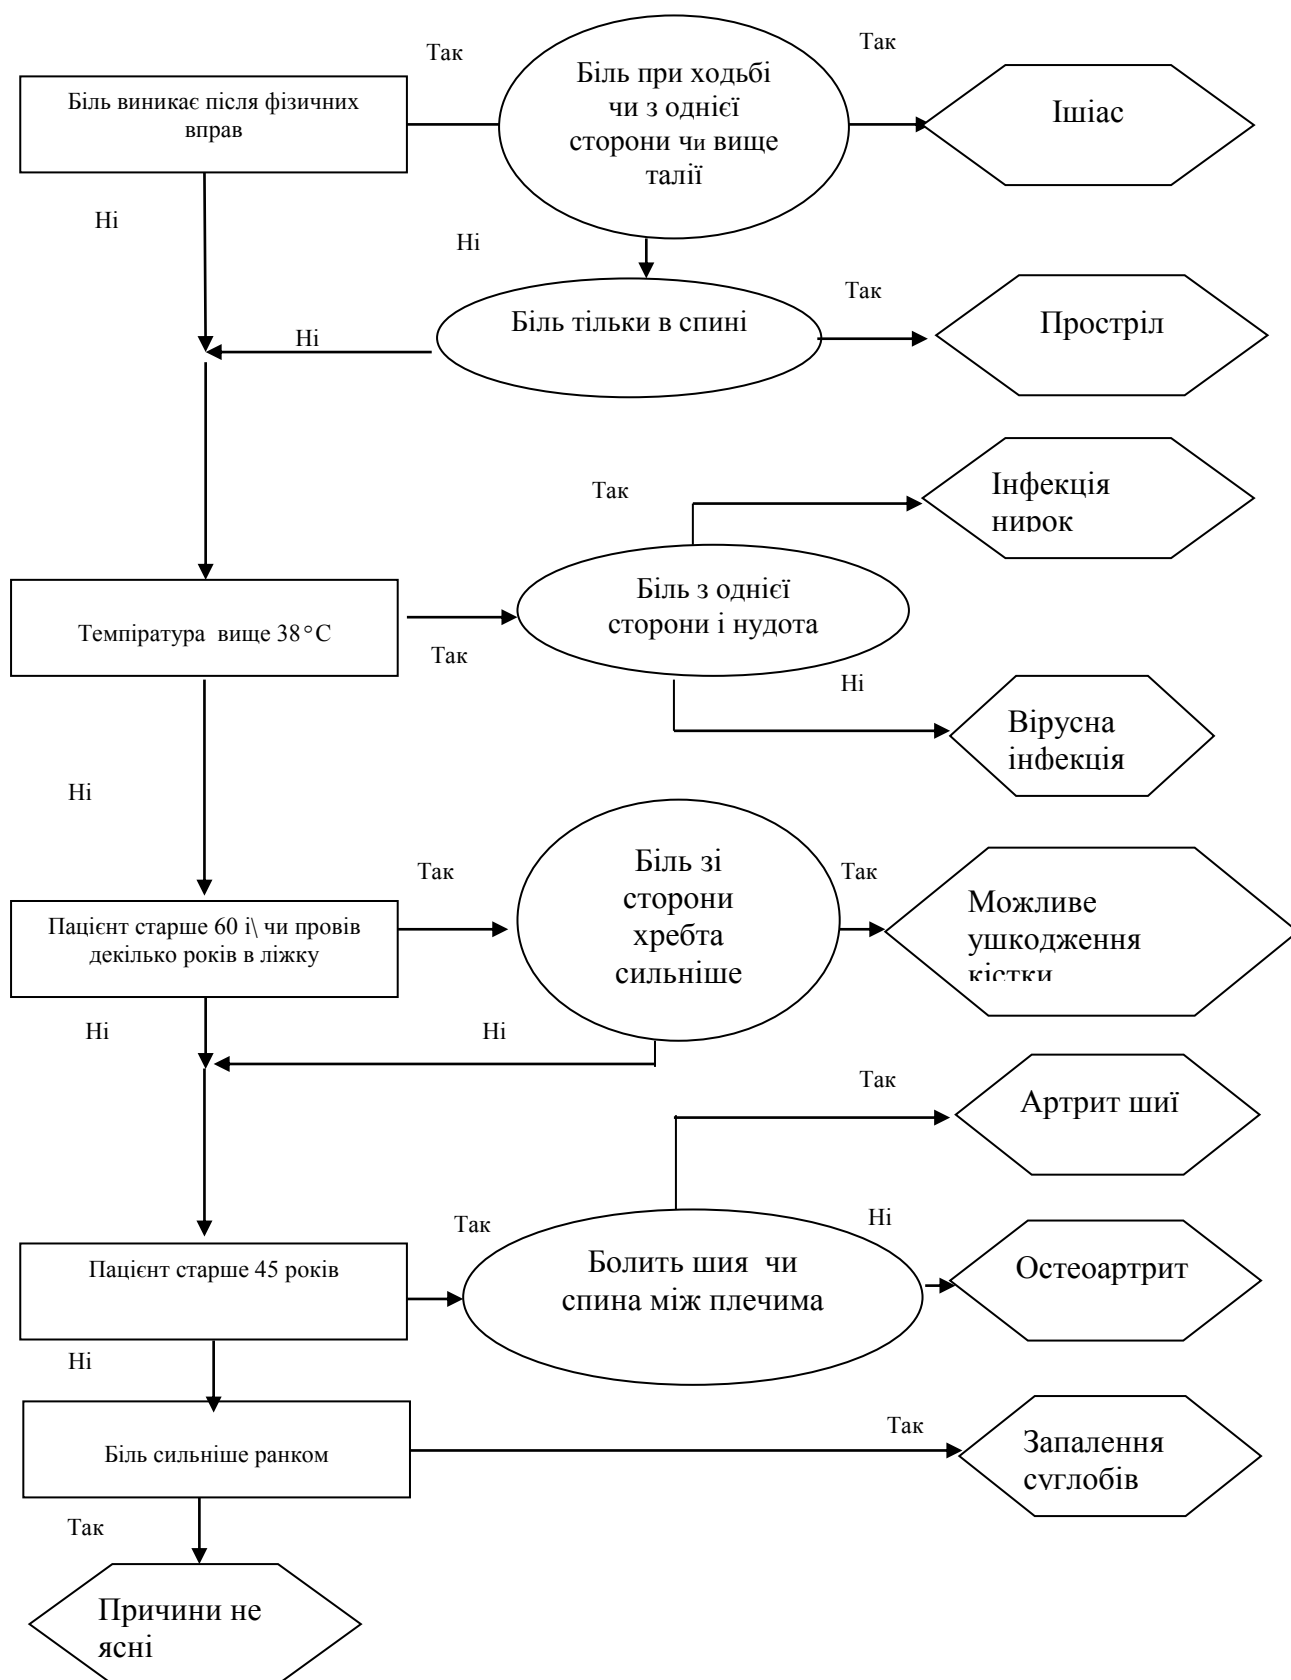 Так
Так
Біль при ходьбі
чи з однієї
сторони чи вище
талії
Біль виникає після фізичних
вправ
Ішіас
Ні
Ні
Біль тільки в спині
Так
Простріл
Ні
Так
Інфекція
нирок
Біль з однієї
сторони і нудота
Темпіратура вище 38°С
Так
Ні
Вірусна
інфекція
Ні
Біль зі
сторони
хребта
сильніше
Так
Так
Пацієнт старше 60 і\ чи провів
декілько років в ліжку
Можливе
ушкодження
кістки
Ні
Ні
Так
Артрит шиї
Так
Ні
Пацієнт старше 45 років
Болить шия чи
спина між плечима
Остеоартрит
Ні
Біль сильніше ранком
Так
Запалення
суглобів
Так
Причини не
ясні